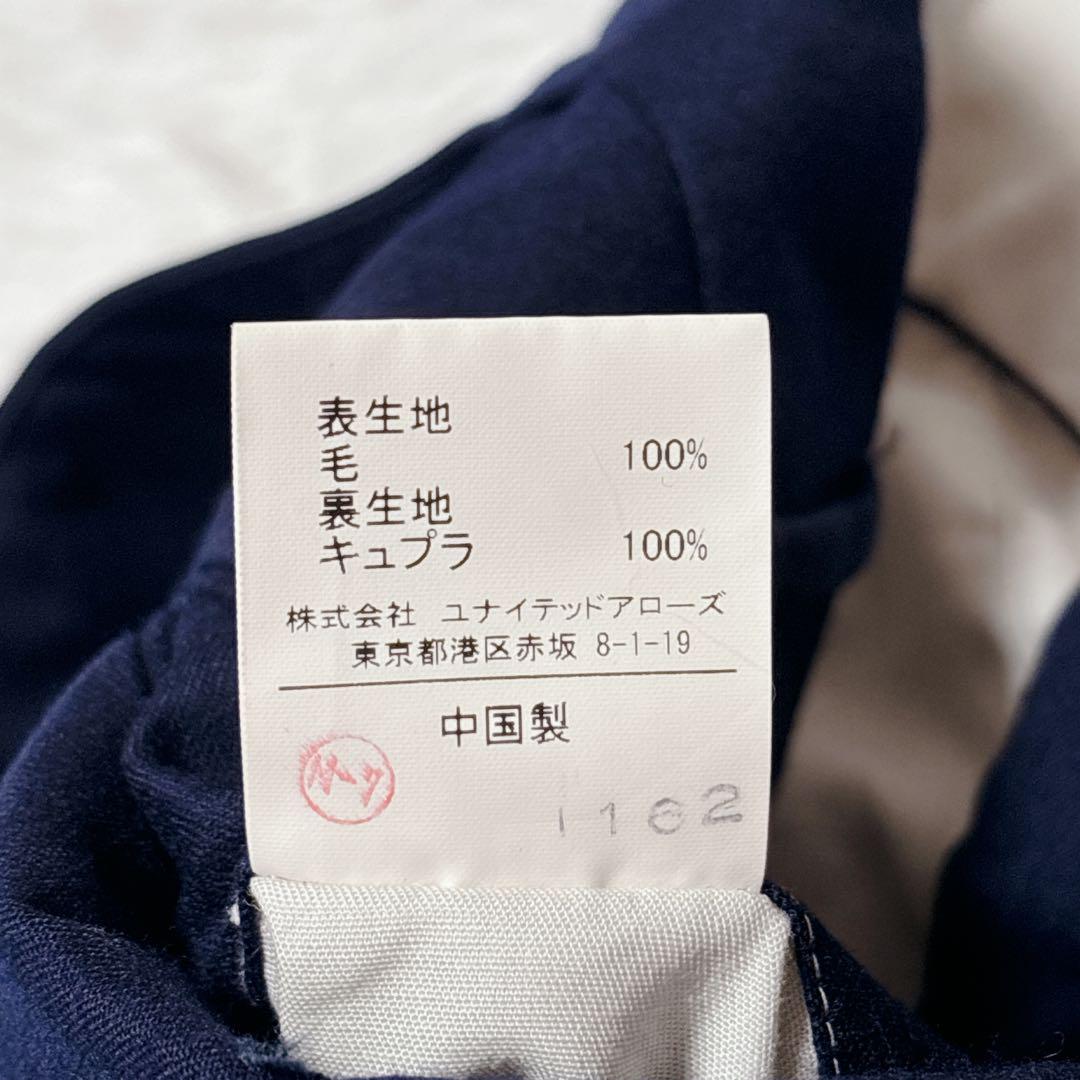 表生地
毛 100%
裏生地
キュプラ 100%
株式会社 ユナイテッドアローズ
東京都港区赤坂 8-1-19
中国製
1162